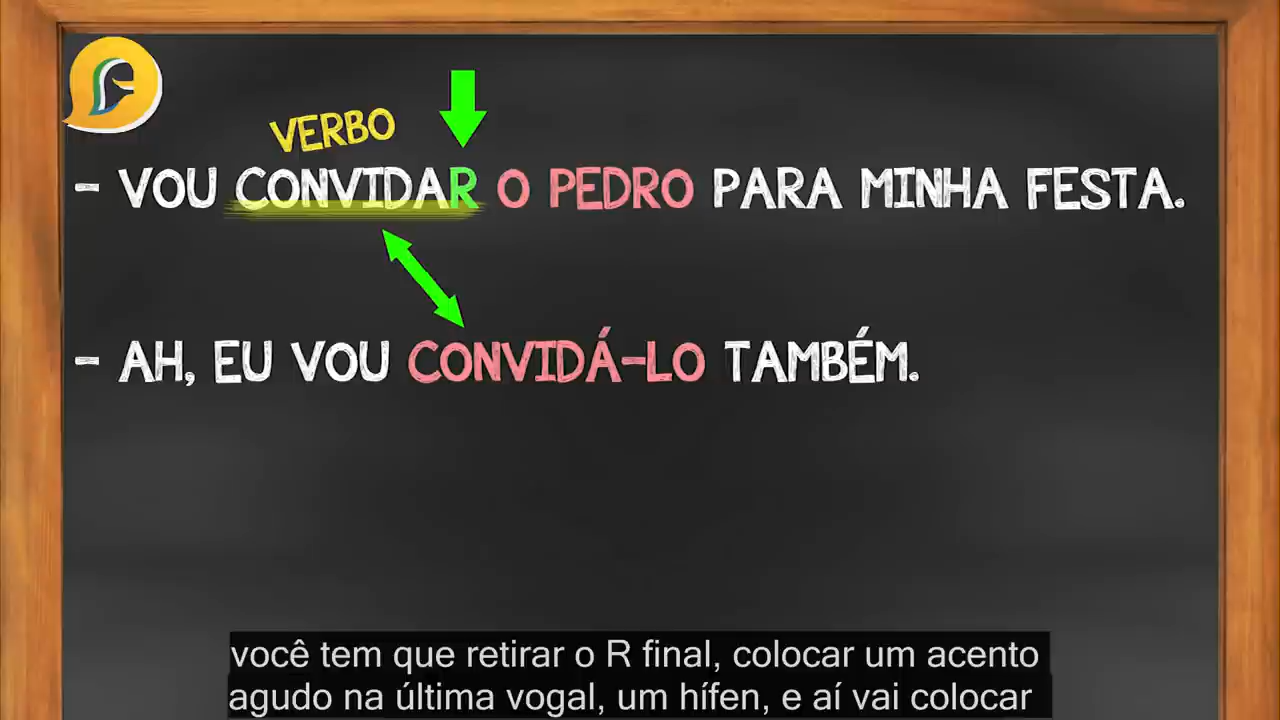 VERBO
- VOU CONVIDAR O PEDRO PARA MINHA FESTA.
- AH, EU VOU CONVIDÁ-LO TAMBÉM.
você tem que retirar o R final, colocar um acento
agudo na última vogal, um hífen, e aí vai colocar